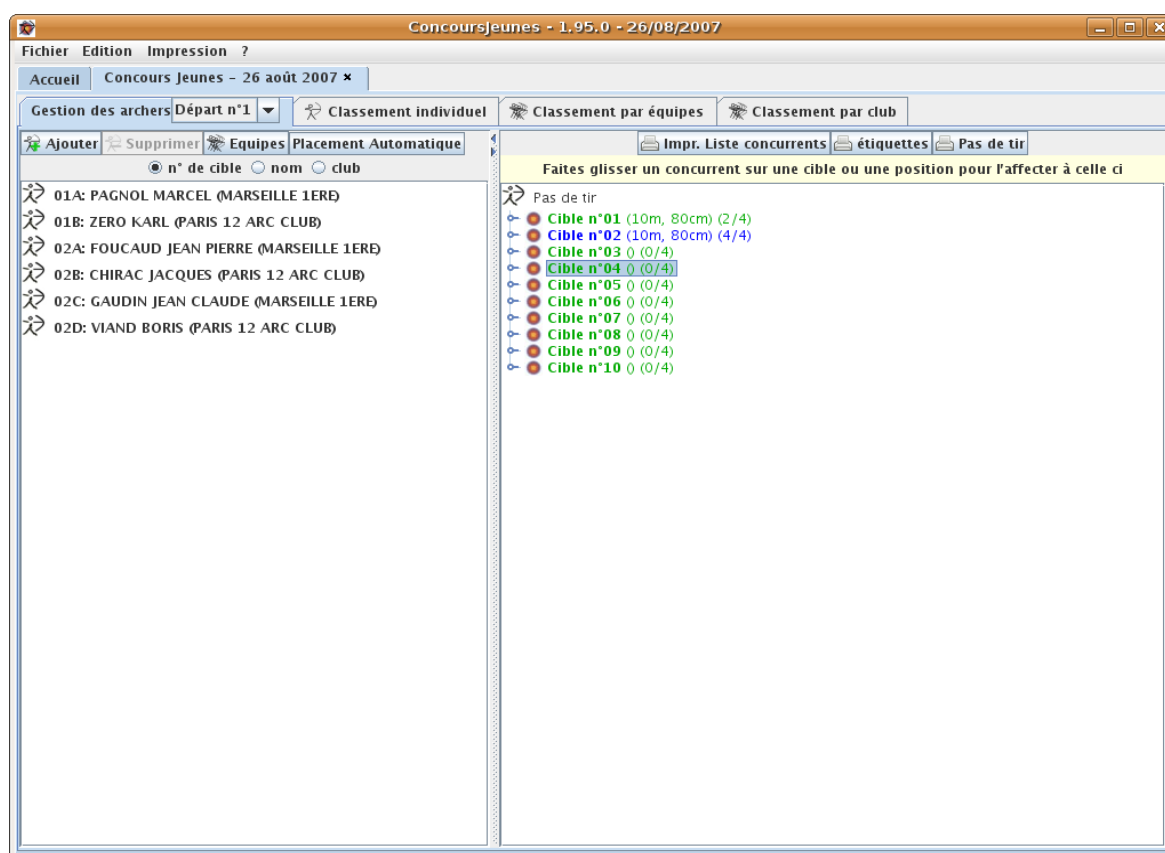 ConcoursJeunes - 1.95.0 - 26/08/2007
Fichier Edition Impression ?
Accueil Concours Jeunes - 26 août 2007 ×
Gestion des archers Départ n°1 Classement individuel Classement par équipes Classement par club
Ajouter Supprimer Equipes Placement Automatique
n° de cible nom club
01A: PAGNOL MARCEL (MARSEILLE 1ERE)
01B: ZERO KARL (PARIS 12 ARC CLUB)
02A: FOUCAUD JEAN PIERRE (MARSEILLE 1ERE)
02B: CHIRAC JACQUES (PARIS 12 ARC CLUB)
02C: GAUDIN JEAN CLAUDE (MARSEILLE 1ERE)
02D: VIAND BORIS (PARIS 12 ARC CLUB)
Impr. Liste concurrents étiquettes Pas de tir
Faites glisser un concurrent sur une cible ou une position pour l'affecter à celle ci
Pas de tir
Cible n°01 (10m, 80cm) (2/4)
Cible n°02 (10m, 80cm) (4/4)
Cible n°03 () (0/4)
Cible n°04 () (0/4)
Cible n°05 () (0/4)
Cible n°06 () (0/4)
Cible n°07 () (0/4)
Cible n°08 () (0/4)
Cible n°09 () (0/4)
Cible n°10 () (0/4)